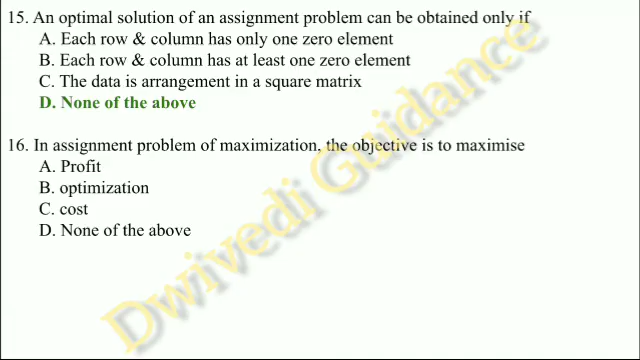 15. An optimal solution of an assignment problem can be obtained only if
A. Each row & column has only one zero element
B. Each row & column has at least one zero element
C. The data is arrangement in a square matrix
D. None of the above
16. In assignment problem of maximization, the objective is to maximise
A. Profit
B. optimization
C. cost
D. None of the above
Dwivedi Guidance